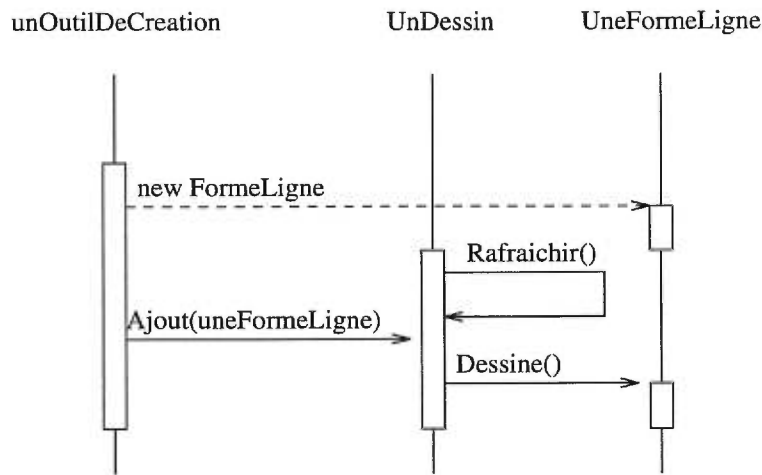 unOutilDeCreation
UnDessin
UneFormeLigne
new FormeLigne
Rafraichir()
Ajout(uneFormeLigne)
Dessine()